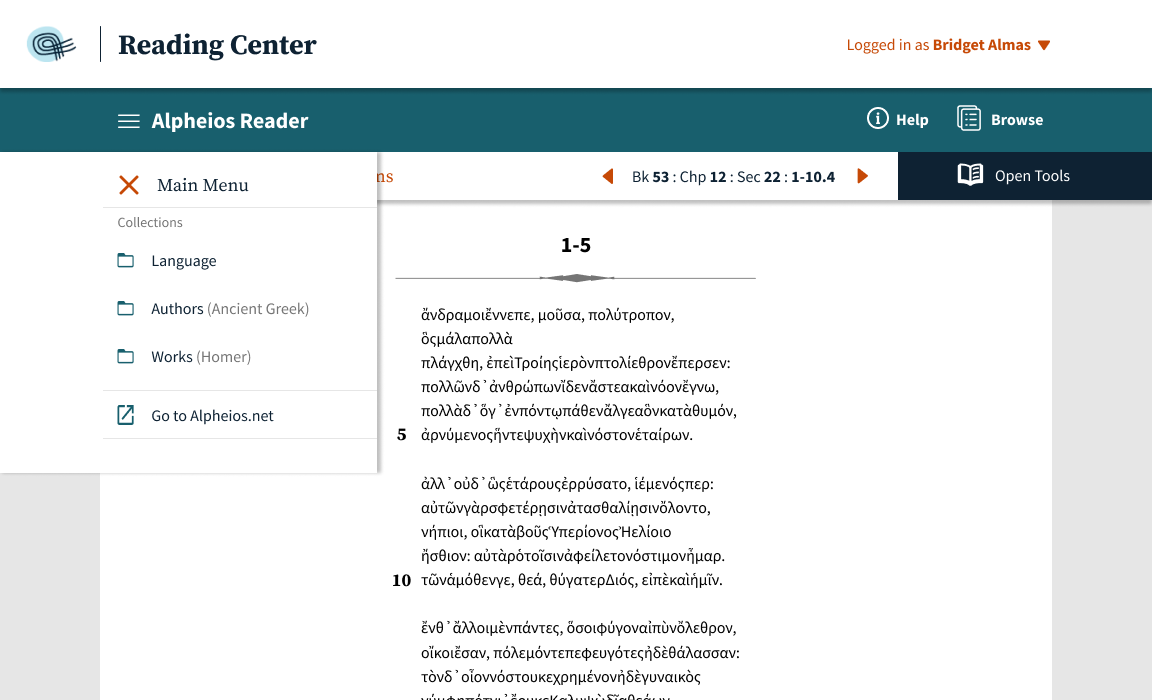 Reading Center
Logged in as Bridget Almas
Alpheios Reader
Help
Browse
Main Menu
ns
Bk 53 : Chp 12 : Sec 22 : 1-10.4
Open Tools
Collections
Language
Authors (Ancient Greek)
Works (Homer)
Go to Alpheios.net
1-5
ἄνδραμοιἔννεπε, μοῦσα, πολύτροπον,
ὃςμάλαπολλὰ
πλάγχθη, ἐπεὶΤροίηςἱερὸνπτολίεθρονἔπερσεν:
πολλῶνδ᾽ἀνθρώπωνἴδενἄστεακαὶνόονἔγνω,
πολλὰδ᾽ὅγ᾽ἐνπόντῳπάθενἄλγεαὃνκατὰθυμόν,
5 ἀρνύμενοςἥντεψυχὴνκαὶνόστονἑταίρων.
ἀλλ᾽οὐδ᾽ὣςἑτάρουςἐρρύσατο, ἱέμενόςπερ:
αὐτῶνγὰρσφετέρῃσινἀτασθαλίῃσινὄλοντο,
νήπιοι, οἳκατὰβοῦςὙπερίονοςἨελίοιο
ἤσθιον: αὐτὰρὁτοῖσινἀφείλετονόστιμονἦμαρ.
10 τῶνἁμόθενγε, θεά, θύγατερΔιός, εἰπὲκαὶἡμῖν.
ἔνθ᾽ἄλλοιμὲνπάντες, ὅσοιφύγοναἰπὺνὄλεθρον,
οἴκοιἔσαν, πόλεμόντεπεφευγότεςἠδὲθάλασσαν:
τὸνδ᾽οἶοννόστουκεχρημένονἠδὲγυναικὸς